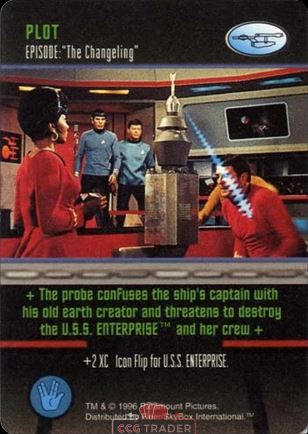 PLOT
EPISODE:"The Changeling"
+ The probe confuses the ship's captain with
his old earth creator and threatens to destroy
the U.S.S. ENTERPRISE™ and her crew +
+2 XC Icon Flip for U.S.S. ENTERPRISE.
TM & © 1996 Paramount Pictures.
Distributed by Fleer/SkyBox International.™
CCG TRADER